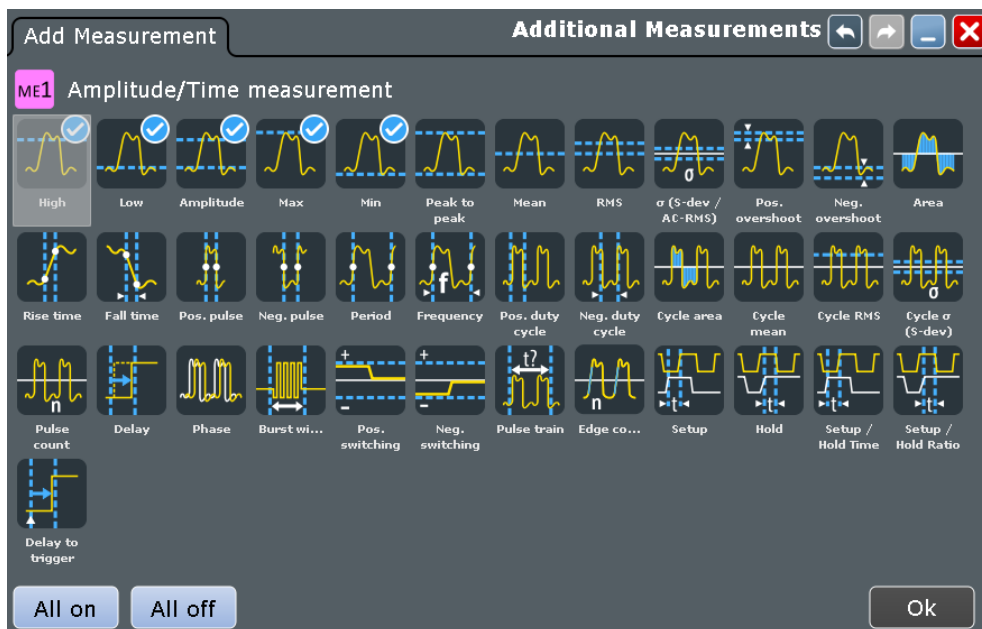 Add Measurement
Additional Measurements
ME1 Amplitude/Time measurement
High Low Amplitude Max Min Peak to peak Mean RMS σ (S-dev / AC-RMS) Pos. overshoot Neg. overshoot Area
σ
Rise time Fall time Pos. pulse Neg. pulse Period Frequency Pos. duty cycle Neg. duty cycle Cycle area Cycle mean Cycle RMS Cycle σ (S-dev)
f σ
Pulse count Delay Phase Burst wi... Pos. switching Neg. switching Pulse train Edge co... Setup Hold Setup / Hold Time Setup / Hold Ratio
n + − + − t? n t t t t
Delay to trigger
All on All off Ok